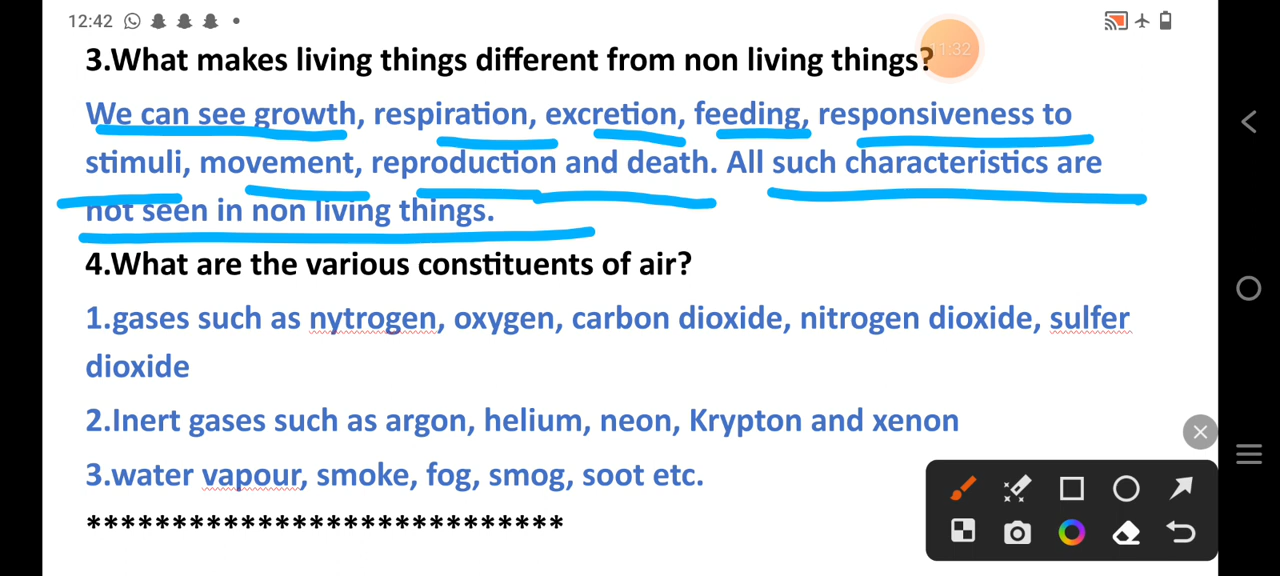 12:42
11:32
3.What makes living things different from non living things?
We can see growth, respiration, excretion, feeding, responsiveness to
stimuli, movement, reproduction and death. All such characteristics are
not seen in non living things.
4.What are the various constituents of air?
1.gases such as nytrogen, oxygen, carbon dioxide, nitrogen dioxide, sulfer
dioxide
2.Inert gases such as argon, helium, neon, Krypton and xenon
3.water vapour, smoke, fog, smog, soot etc.
****************************